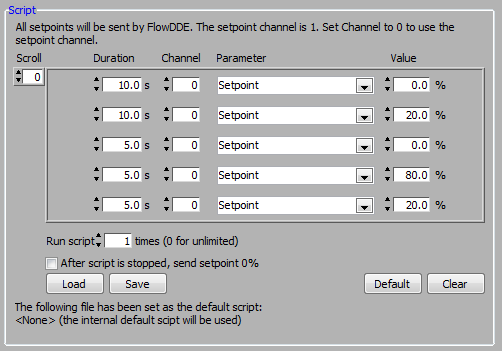 Script
All setpoints will be sent by FlowDDE. The setpoint channel is 1. Set Channel to 0 to use the
setpoint channel.
Scroll Duration Channel Parameter Value
0 10.0 s 0 Setpoint 0.0 %
10.0 s 0 Setpoint 20.0 %
5.0 s 0 Setpoint 0.0 %
5.0 s 0 Setpoint 80.0 %
5.0 s 0 Setpoint 20.0 %
Run script 1 times (0 for unlimited)
After script is stopped, send setpoint 0%
Load Save Default Clear
The following file has been set as the default script:
<None> (the internal default scipt will be used)